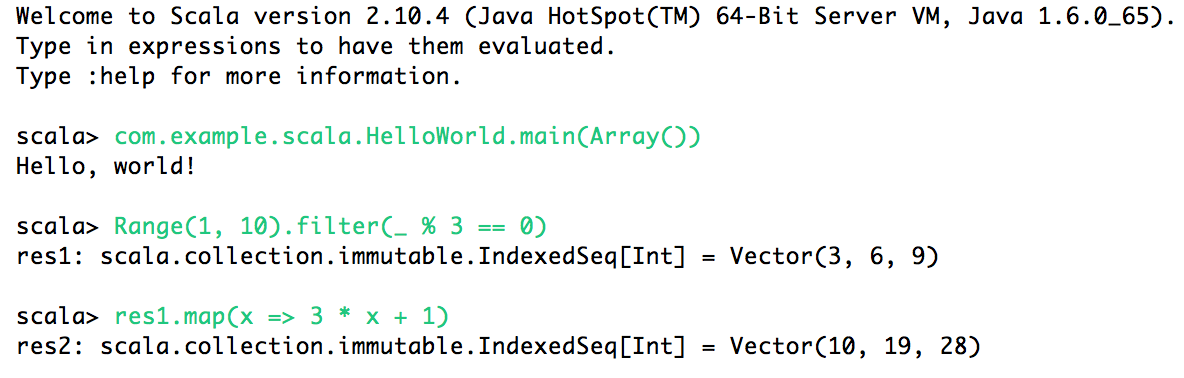 Welcome to Scala version 2.10.4 (Java HotSpot(TM) 64-Bit Server VM, Java 1.6.0_65).
Type in expressions to have them evaluated.
Type :help for more information.
scala> com.example.scala.HelloWorld.main(Array())
Hello, world!
scala> Range(1, 10).filter(_ % 3 == 0)
res1: scala.collection.immutable.IndexedSeq[Int] = Vector(3, 6, 9)
scala> res1.map(x => 3 * x + 1)
res2: scala.collection.immutable.IndexedSeq[Int] = Vector(10, 19, 28)